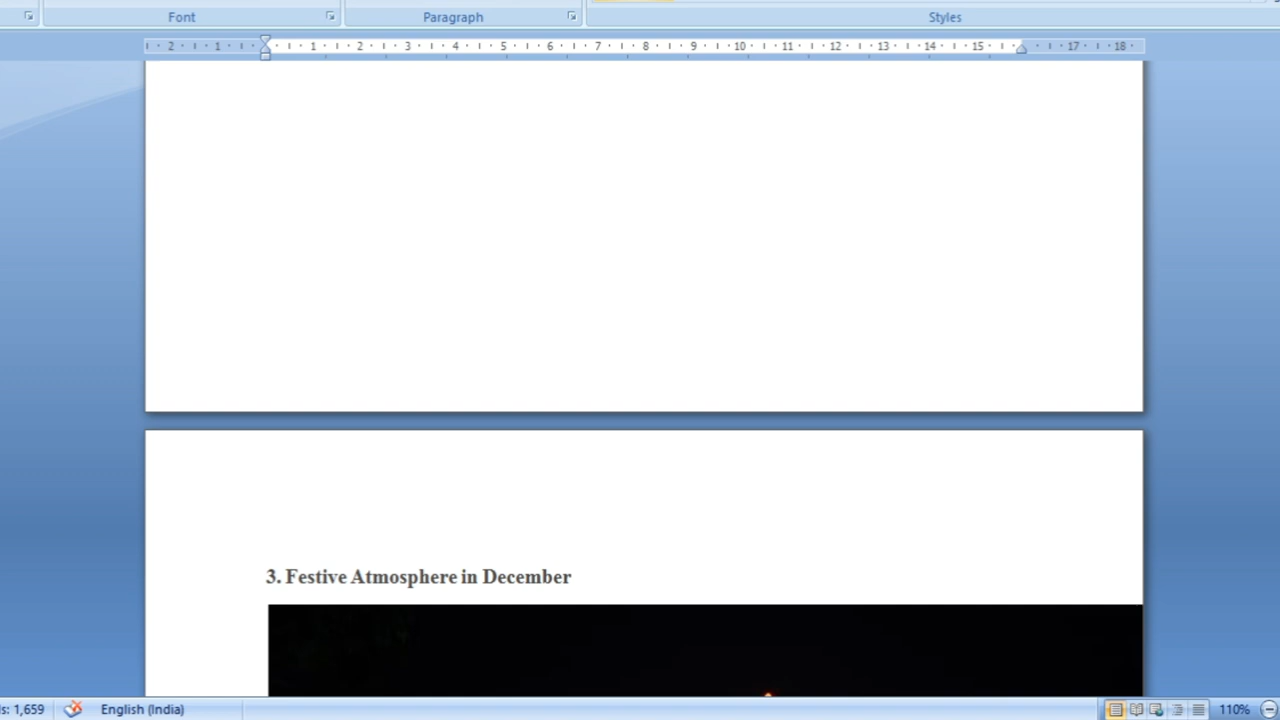 Font Paragraph Styles
2 1 1 2 3 4 5 6 7 8 9 10 11 12 13 14 15 17 18
3. Festive Atmosphere in December
s: 1,659 English (India) 110%